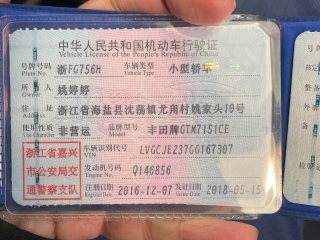 中华人民共和国机动车行驶证
Vehicle License of the People's Republic of China
号牌号码 浙FG756H 车辆类型 小型轿车
Plate No. Vehicle Type
所有人 姚婷婷
住址 浙江省海盐县沈荡镇尤甪村姚家头10号
使用性质 非营运 品牌型号 丰田牌GTM7151CE
浙江省嘉兴市公安局交通警察支队
车辆识别代号 LVGCJE237GG167307
VIN
发动机号码 Q146856
Engine No.
注册日期 2016-12-07 发证日期 2018-05-15
Register Date Issue Date